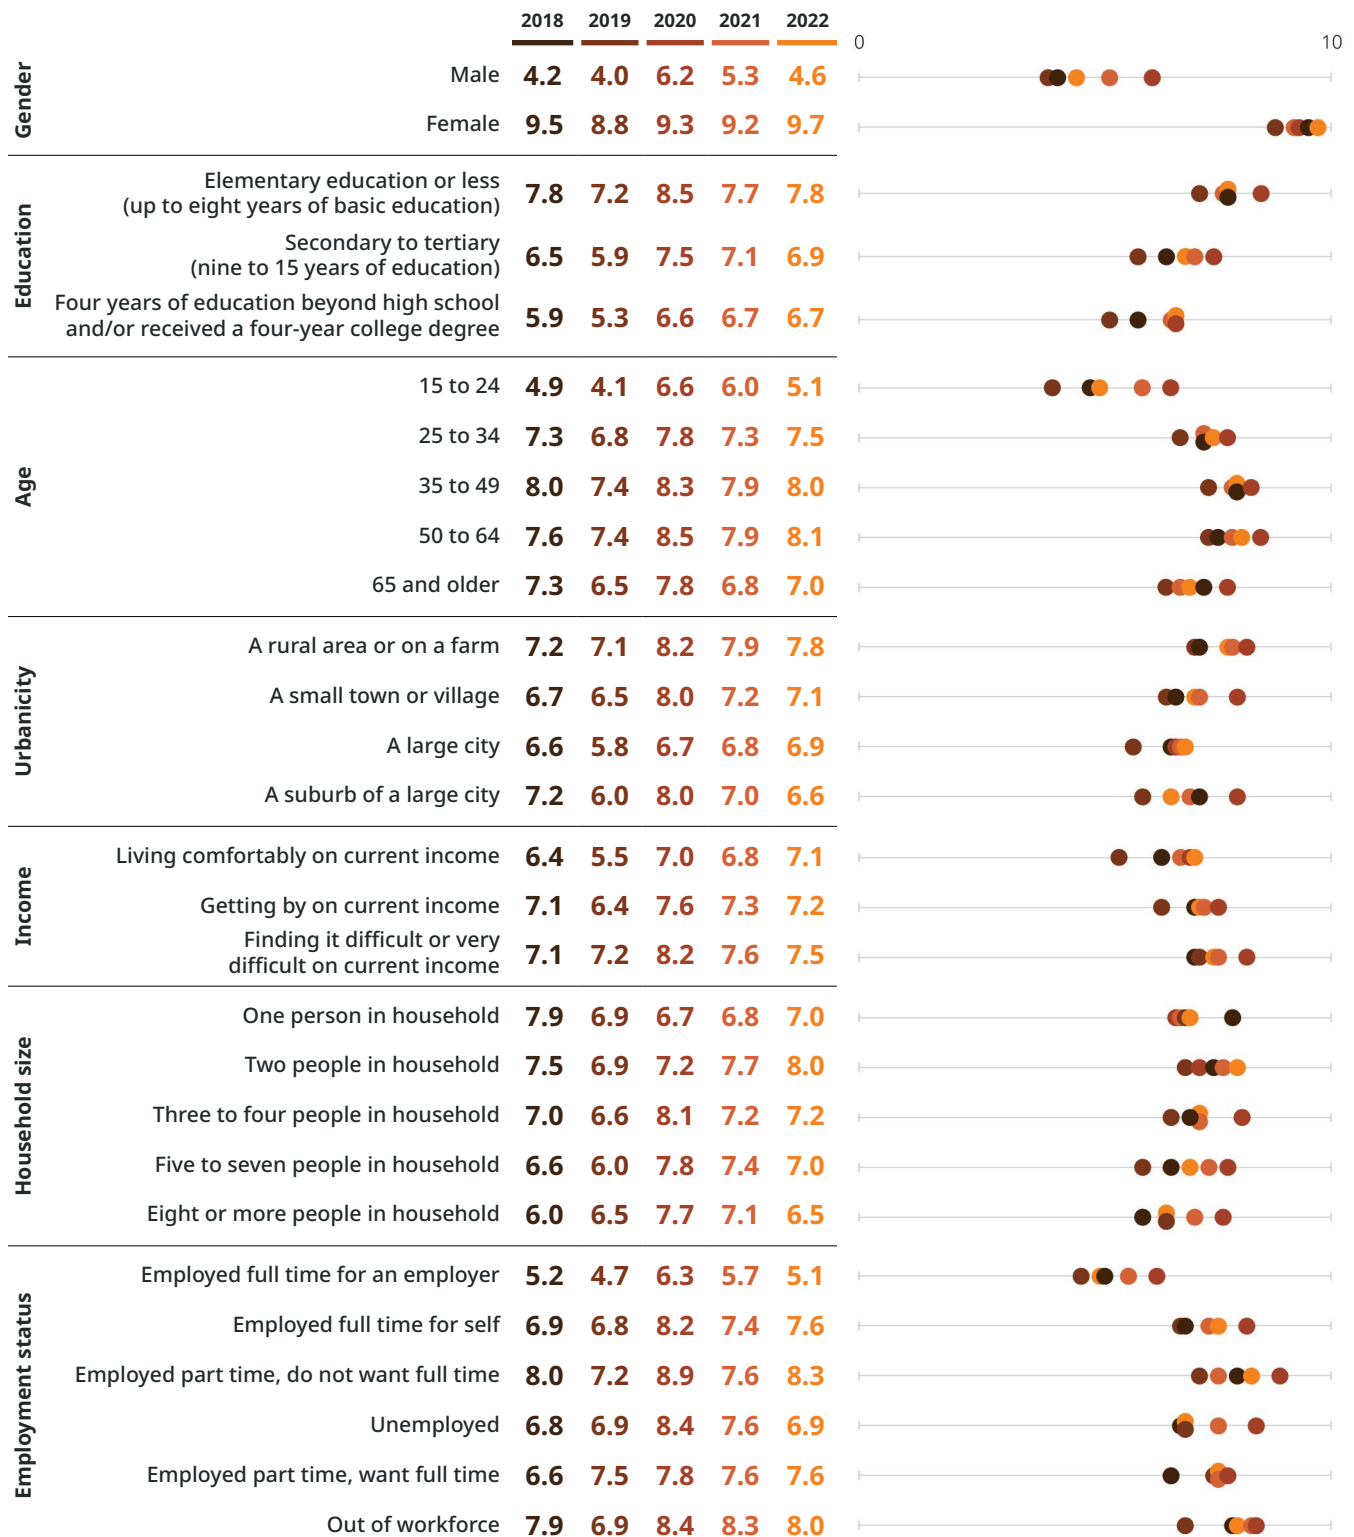 2018 2019 2020 2021 2022
0 10
Gender
Male 4.2 4.0 6.2 5.3 4.6
Female 9.5 8.8 9.3 9.2 9.7
Education
Elementary education or less
(up to eight years of basic education) 7.8 7.2 8.5 7.7 7.8
Secondary to tertiary
(nine to 15 years of education) 6.5 5.9 7.5 7.1 6.9
Four years of education beyond high school
and/or received a four-year college degree 5.9 5.3 6.6 6.7 6.7
Age
15 to 24 4.9 4.1 6.6 6.0 5.1
25 to 34 7.3 6.8 7.8 7.3 7.5
35 to 49 8.0 7.4 8.3 7.9 8.0
50 to 64 7.6 7.4 8.5 7.9 8.1
65 and older 7.3 6.5 7.8 6.8 7.0
Urbanicity
A rural area or on a farm 7.2 7.1 8.2 7.9 7.8
A small town or village 6.7 6.5 8.0 7.2 7.1
A large city 6.6 5.8 6.7 6.8 6.9
A suburb of a large city 7.2 6.0 8.0 7.0 6.6
Income
Living comfortably on current income 6.4 5.5 7.0 6.8 7.1
Getting by on current income 7.1 6.4 7.6 7.3 7.2
Finding it difficult or very
difficult on current income 7.1 7.2 8.2 7.6 7.5
Household size
One person in household 7.9 6.9 6.7 6.8 7.0
Two people in household 7.5 6.9 7.2 7.7 8.0
Three to four people in household 7.0 6.6 8.1 7.2 7.2
Five to seven people in household 6.6 6.0 7.8 7.4 7.0
Eight or more people in household 6.0 6.5 7.7 7.1 6.5
Employment status
Employed full time for an employer 5.2 4.7 6.3 5.7 5.1
Employed full time for self 6.9 6.8 8.2 7.4 7.6
Employed part time, do not want full time 8.0 7.2 8.9 7.6 8.3
Unemployed 6.8 6.9 8.4 7.6 6.9
Employed part time, want full time 6.6 7.5 7.8 7.6 7.6
Out of workforce 7.9 6.9 8.4 8.3 8.0